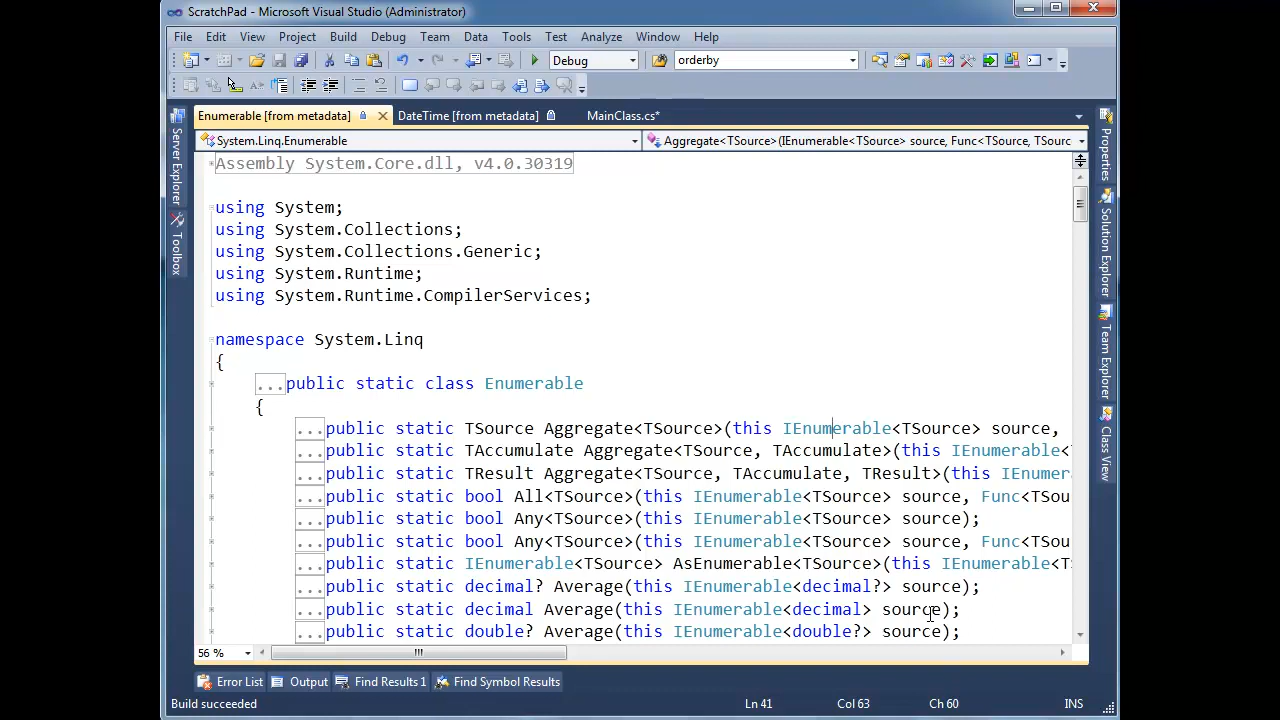 ScratchPad - Microsoft Visual Studio (Administrator)
File Edit View Project Build Debug Team Data Tools Test Analyze Window Help
Debug orderby
Enumerable [from metadata] DateTime [from metadata] MainClass.cs*
System.Linq.Enumerable Aggregate<TSource>(IEnumerable<TSource> source, Func<TSource, TSourc
Assembly System.Core.dll, v4.0.30319
using System;
using System.Collections;
using System.Collections.Generic;
using System.Runtime;
using System.Runtime.CompilerServices;
namespace System.Linq
{
...public static class Enumerable
{
...public static TSource Aggregate<TSource>(this IEnumerable<TSource> source,
...public static TAccumulate Aggregate<TSource, TAccumulate>(this IEnumerable<T
...public static TResult Aggregate<TSource, TAccumulate, TResult>(this IEnumer
...public static bool All<TSource>(this IEnumerable<TSource> source, Func<TSou
...public static bool Any<TSource>(this IEnumerable<TSource> source);
...public static bool Any<TSource>(this IEnumerable<TSource> source, Func<TSou
...public static IEnumerable<TSource> AsEnumerable<TSource>(this IEnumerable<T
...public static decimal? Average(this IEnumerable<decimal?> source);
...public static decimal Average(this IEnumerable<decimal> source);
...public static double? Average(this IEnumerable<double?> source);
56 %
Error List Output Find Results 1 Find Symbol Results
Build succeeded Ln 41 Col 63 Ch 60 INS
Server Explorer
Toolbox
Properties
Solution Explorer
Team Explorer
Class View